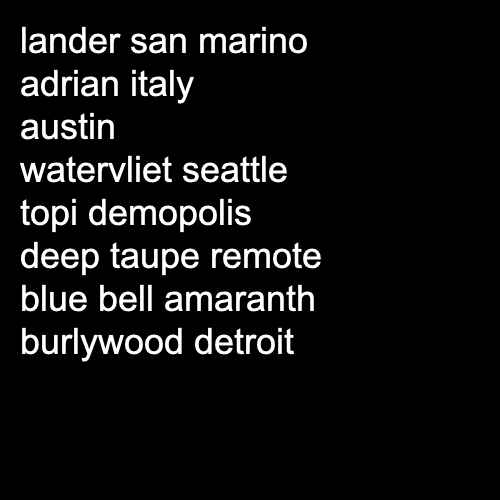 lander san marino
adrian italy
austin
watervliet seattle
topi demopolis
deep taupe remote
blue bell amaranth
burlywood detroit